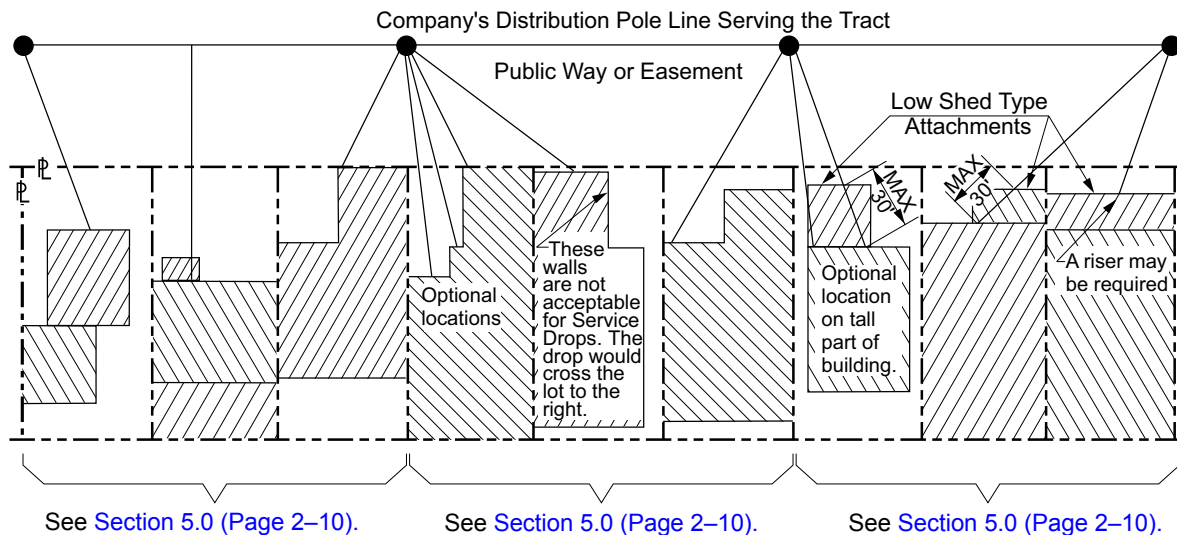 Company's Distribution Pole Line Serving the Tract
Public Way or Easement
Low Shed Type
Attachments
℄
℄
MAX
30'
MAX
30'
Optional
locations
These
walls
are not
acceptable
for Service
Drops. The
drop would
cross the
lot to the
right.
Optional
location
on tall
part of
building.
A riser may
be required
See Section 5.0 (Page 2–10).
See Section 5.0 (Page 2–10).
See Section 5.0 (Page 2–10).